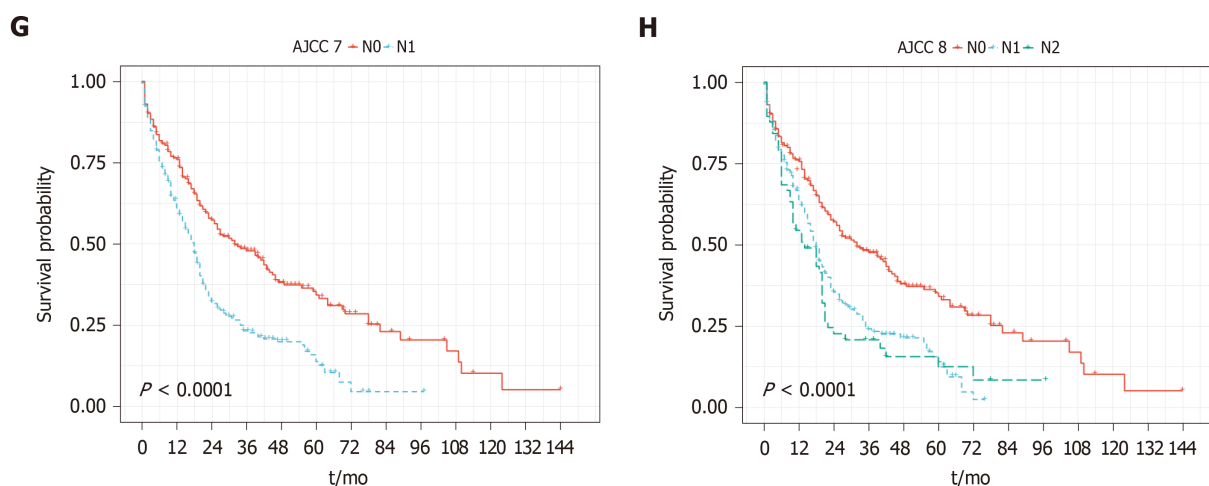 G
AJCC 7 N0 N1
1.00
0.75
0.50
0.25
0.00
Survival probability
P < 0.0001
0 12 24 36 48 60 72 84 96 108 120 132 144
t/mo
H
AJCC 8 N0 N1 N2
1.00
0.75
0.50
0.25
0.00
Survival probability
P < 0.0001
0 12 24 36 48 60 72 84 96 108 120 132 144
t/mo